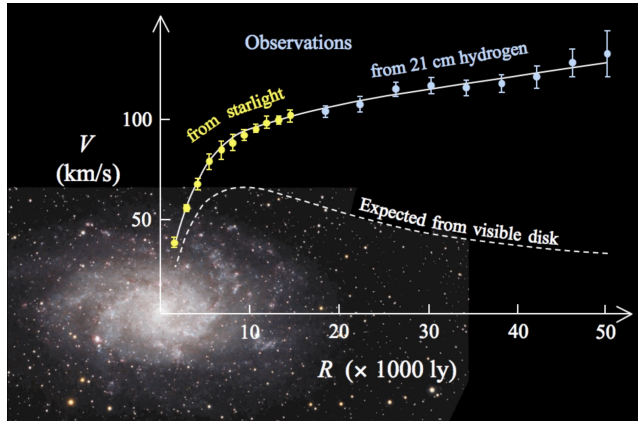 Observations
from starlight
from 21 cm hydrogen
100
V
(km/s)
50
Expected from visible disk
10
20
30
40
50
R (× 1000 ly)